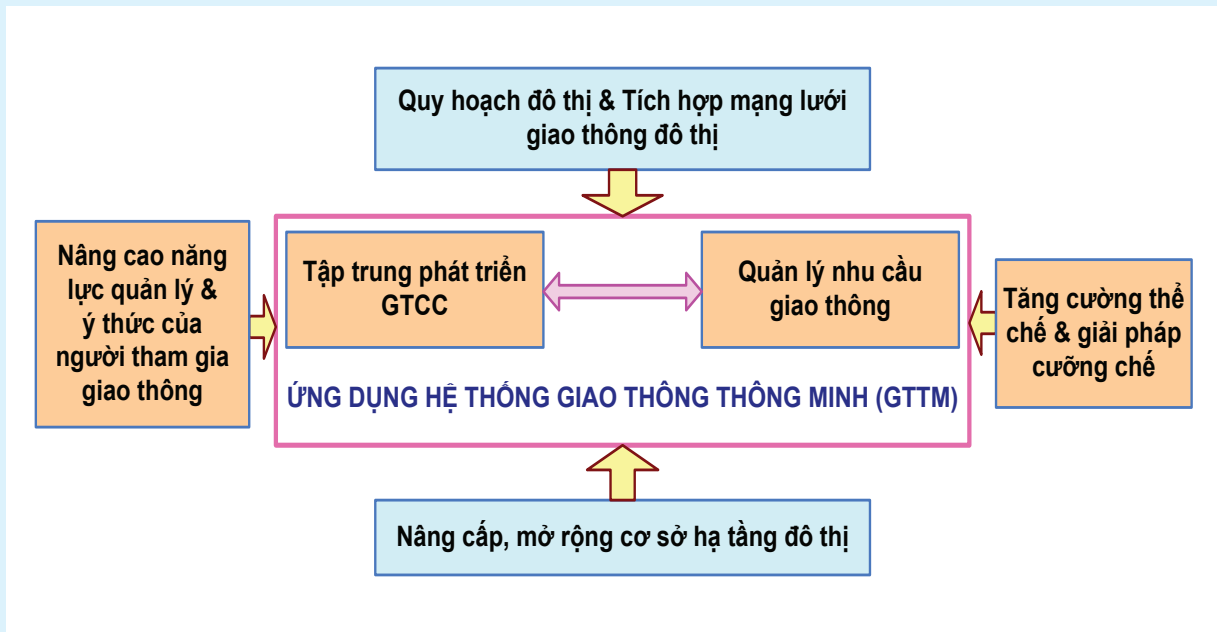 Quy hoạch đô thị & Tích hợp mạng lưới
giao thông đô thị
Nâng cao năng
lực quản lý &
ý thức của
người tham gia
giao thông
Tập trung phát triển
GTCC
Quản lý nhu cầu
giao thông
Tăng cường thể
chế & giải pháp
cưỡng chế
ỨNG DỤNG HỆ THỐNG GIAO THÔNG THÔNG MINH (GTTM)
Nâng cấp, mở rộng cơ sở hạ tầng đô thị